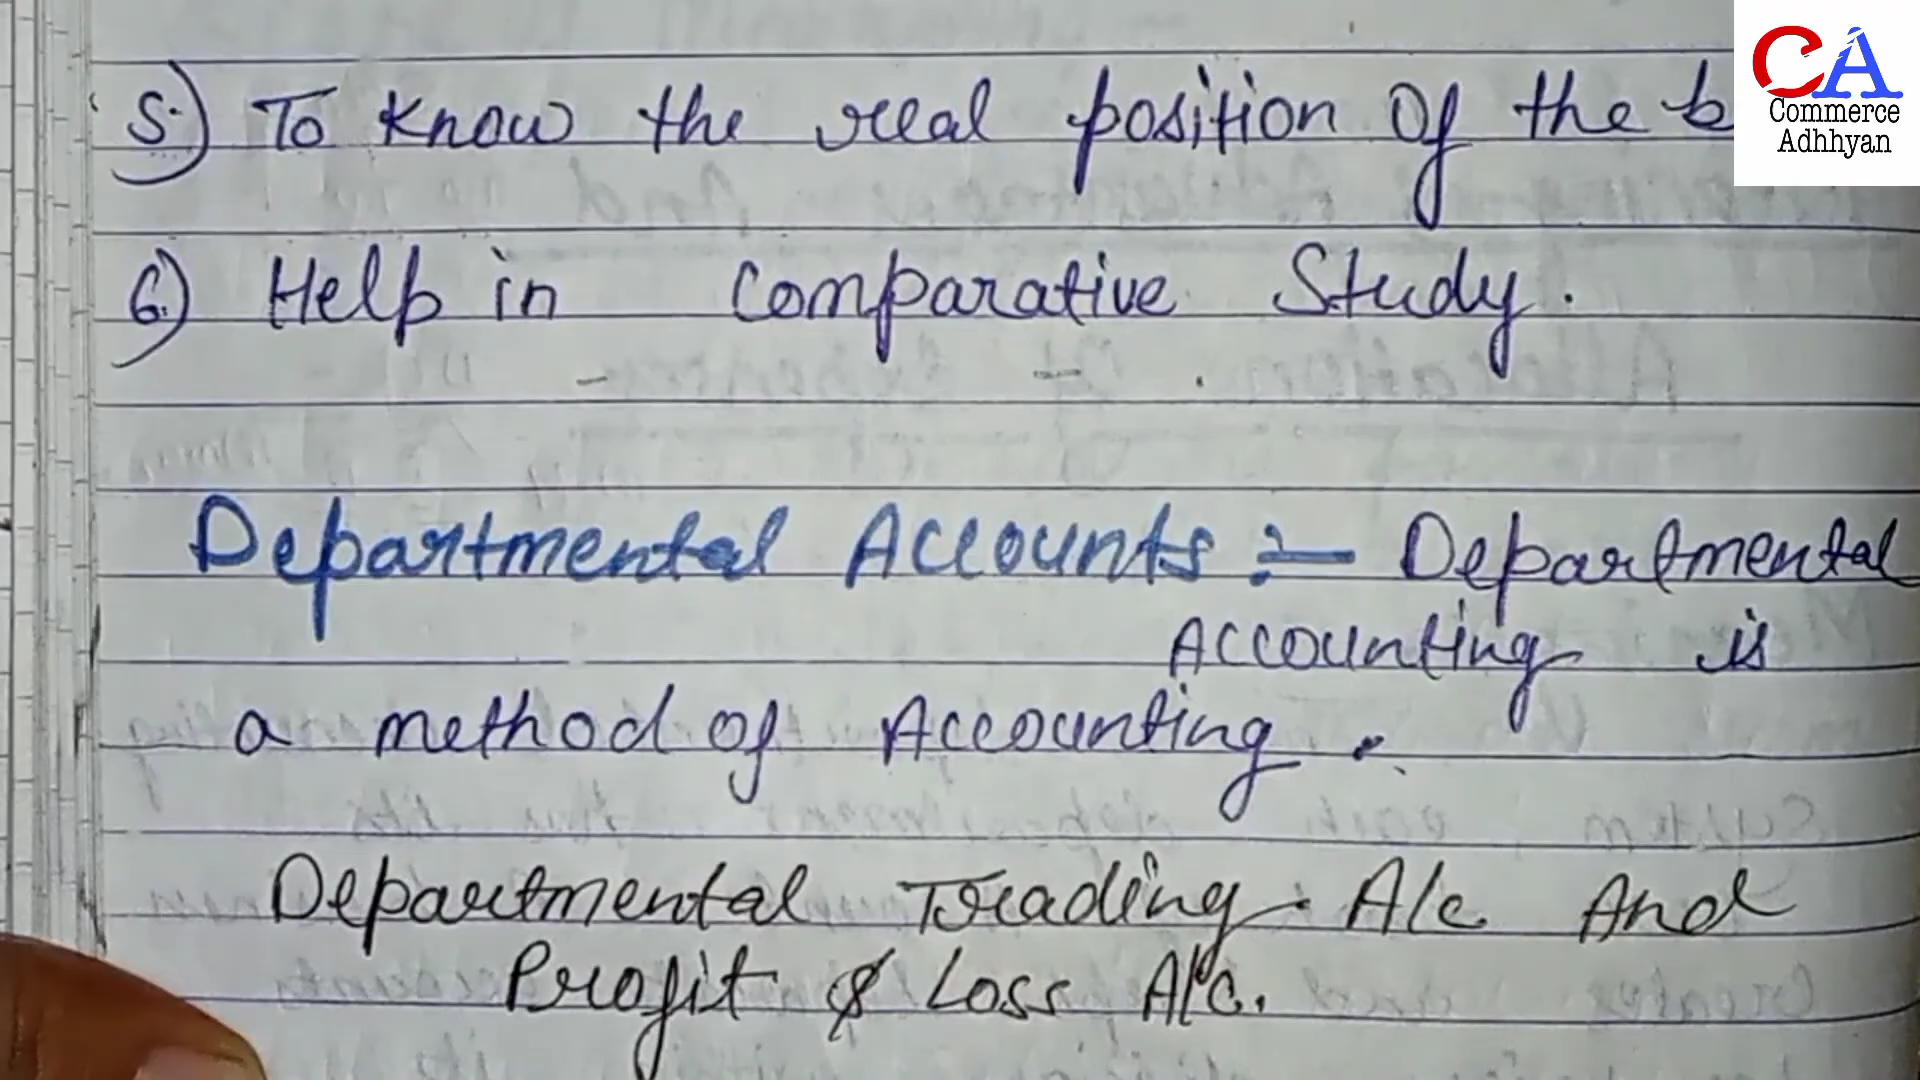 5.) To know the real position of the
6.) Help in Comparative Study.
Departmental Accounts :- Departmental
Accounting is
a method of Accounting.
Departmental Trading A/c And
Profit & Loss A/c.
CA
Commerce
Adhhyan